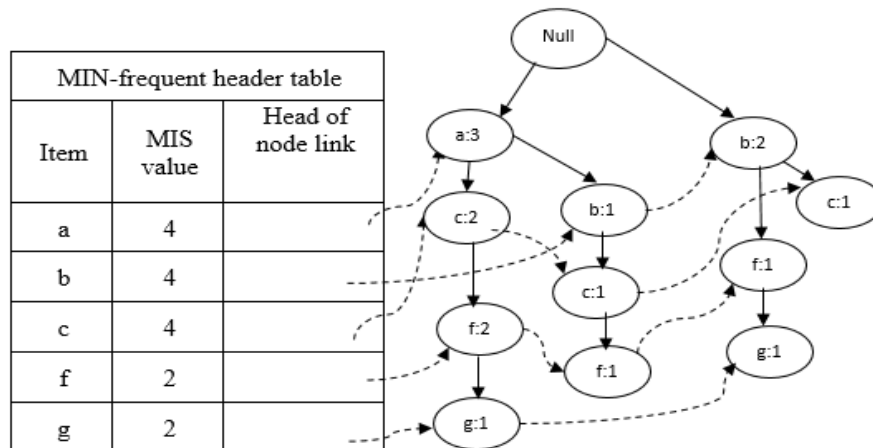 MIN-frequent header table
Item MIS value Head of node link
a 4
b 4
c 4
f 2
g 2
Null
a:3 b:2
c:2 b:1 c:1
c:1 f:1
f:2 f:1 g:1
g:1